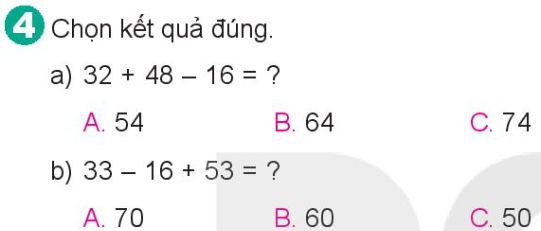 4 Chọn kết quả đúng.
a) 32 + 48 – 16 = ?
A. 54 B. 64 C. 74
b) 33 – 16 + 53 = ?
A. 70 B. 60 C. 50